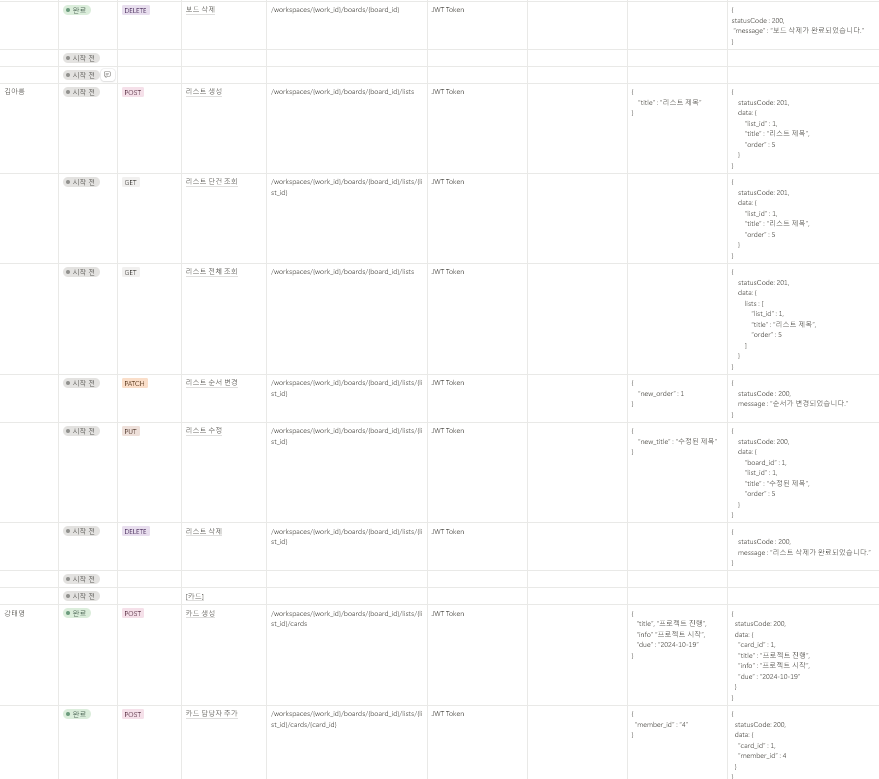 완료 DELETE 보드 삭제 /workspaces/{work_id}/boards/{board_id} JWT Token {
statusCode : 200,
"message" : "보드 삭제가 완료되었습니다."
}
시작 전
시작 전
김아름 시작 전 POST 리스트 생성 /workspaces/{work_id}/boards/{board_id}/lists JWT Token { {
"title" : "리스트 제목" statusCode: 201,
} data: {
"list_id" : 1,
"title" : "리스트 제목",
"order" : 5
}
}
시작 전 GET 리스트 단건 조회 /workspaces/{work_id}/boards/{board_id}/lists/{li JWT Token {
st_id} statusCode: 201,
data: {
"list_id" : 1,
"title" : "리스트 제목",
"order" : 5
}
}
시작 전 GET 리스트 전체 조회 /workspaces/{work_id}/boards/{board_id}/lists JWT Token {
statusCode: 201,
data: {
lists : [
"list_id" : 1,
"title" : "리스트 제목",
"order" : 5
]
}
}
시작 전 PATCH 리스트 순서 변경 /workspaces/{work_id}/boards/{board_id}/lists/{li JWT Token { {
st_id} "new_order" : 1 statusCode : 200,
} message : "순서가 변경되었습니다."
}
시작 전 PUT 리스트 수정 /workspaces/{work_id}/boards/{board_id}/lists/{li JWT Token { {
st_id} "new_title" : "수정된 제목" statusCode: 200,
} data: {
"board_id" : 1,
"list_id" : 1,
"title" : "수정된 제목",
"order" : 5
}
}
시작 전 DELETE 리스트 삭제 /workspaces/{work_id}/boards/{board_id}/lists/{li JWT Token {
st_id} statusCode : 200,
message : "리스트 삭제가 완료되었습니다."
}
시작 전
시작 전 [카드]
강태영 완료 POST 카드 생성 /workspaces/{work_id}/boards/{board_id}/lists/{li JWT Token { {
st_id}/cards "title", "프로젝트 진행", statusCode: 200,
"info" "프로젝트 시작", data: {
"due" : "2024-10-19" "card_id" : 1,
} "title" : "프로젝트 진행",
"info" : "프로젝트 시작",
"due" : "2024-10-19"
}
}
완료 POST 카드 담당자 추가 /workspaces/{work_id}/boards/{board_id}/lists/{li JWT Token { {
st_id}/cards/{card_id} "member_id" : "4" statusCode: 200,
} data: {
"card_id" : 1,
"member_id" : 4
}
}